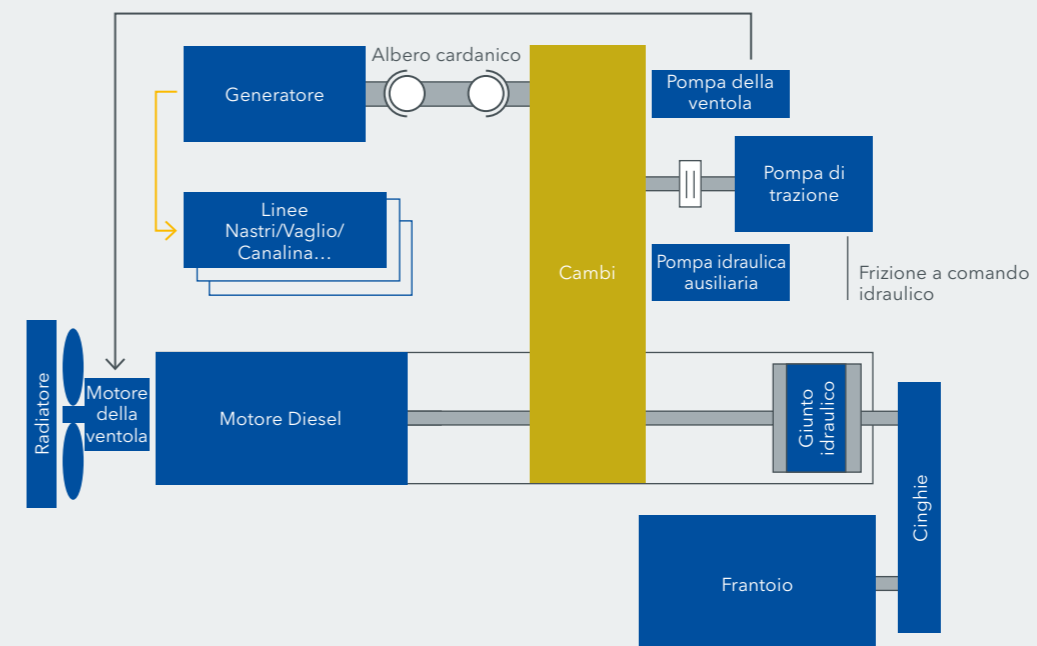 Albero cardanico
Generatore
Pompa della
ventola
Pompa di
trazione
Linee
Nastri/Vaglio/
Canalina…
Cambi
Pompa idraulica
ausiliaria
Frizione a comando
idraulico
Radiatore
Motore
della
ventola
Motore Diesel
Giunto
idraulico
Cinghie
Frantoio